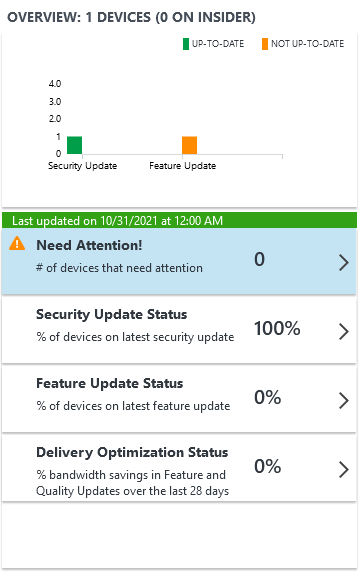 OVERVIEW: 1 DEVICES (0 ON INSIDER)
UP-TO-DATE NOT UP-TO-DATE
4.0
3.0
2.0
1
0
Security Update Feature Update
Last updated on 10/31/2021 at 12:00 AM
Need Attention!
# of devices that need attention
0
Security Update Status
% of devices on latest security update
100%
Feature Update Status
% of devices on latest feature update
0%
Delivery Optimization Status
% bandwidth savings in Feature and
Quality Updates over the last 28 days
0%